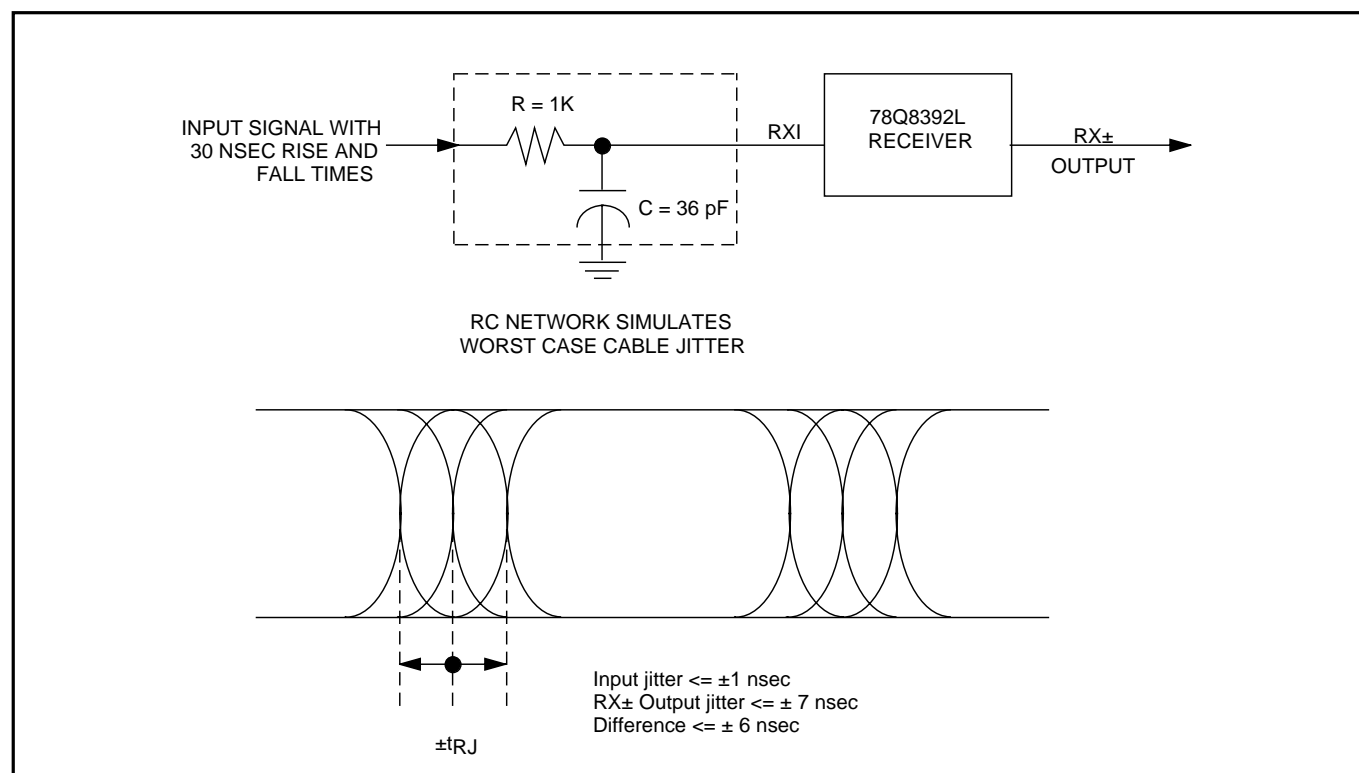 R = 1K
INPUT SIGNAL WITH
30 NSEC RISE AND
FALL TIMES
RXI
78Q8392L
RECEIVER
RX±
OUTPUT
C = 36 pF
RC NETWORK SIMULATES
WORST CASE CABLE JITTER
Input jitter <= ±1 nsec
RX± Output jitter <= ± 7 nsec
Difference <= ± 6 nsec
±tRJ